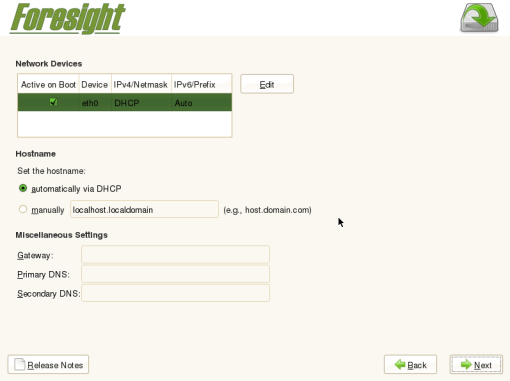 Foresight
Network Devices
Active on Boot Device IPv4/Netmask IPv6/Prefix
eth0 DHCP Auto
Edit
Hostname
Set the hostname:
automatically via DHCP
manually localhost.localdomain (e.g., host.domain.com)
Miscellaneous Settings
Gateway:
Primary DNS:
Secondary DNS:
Release Notes Back Next